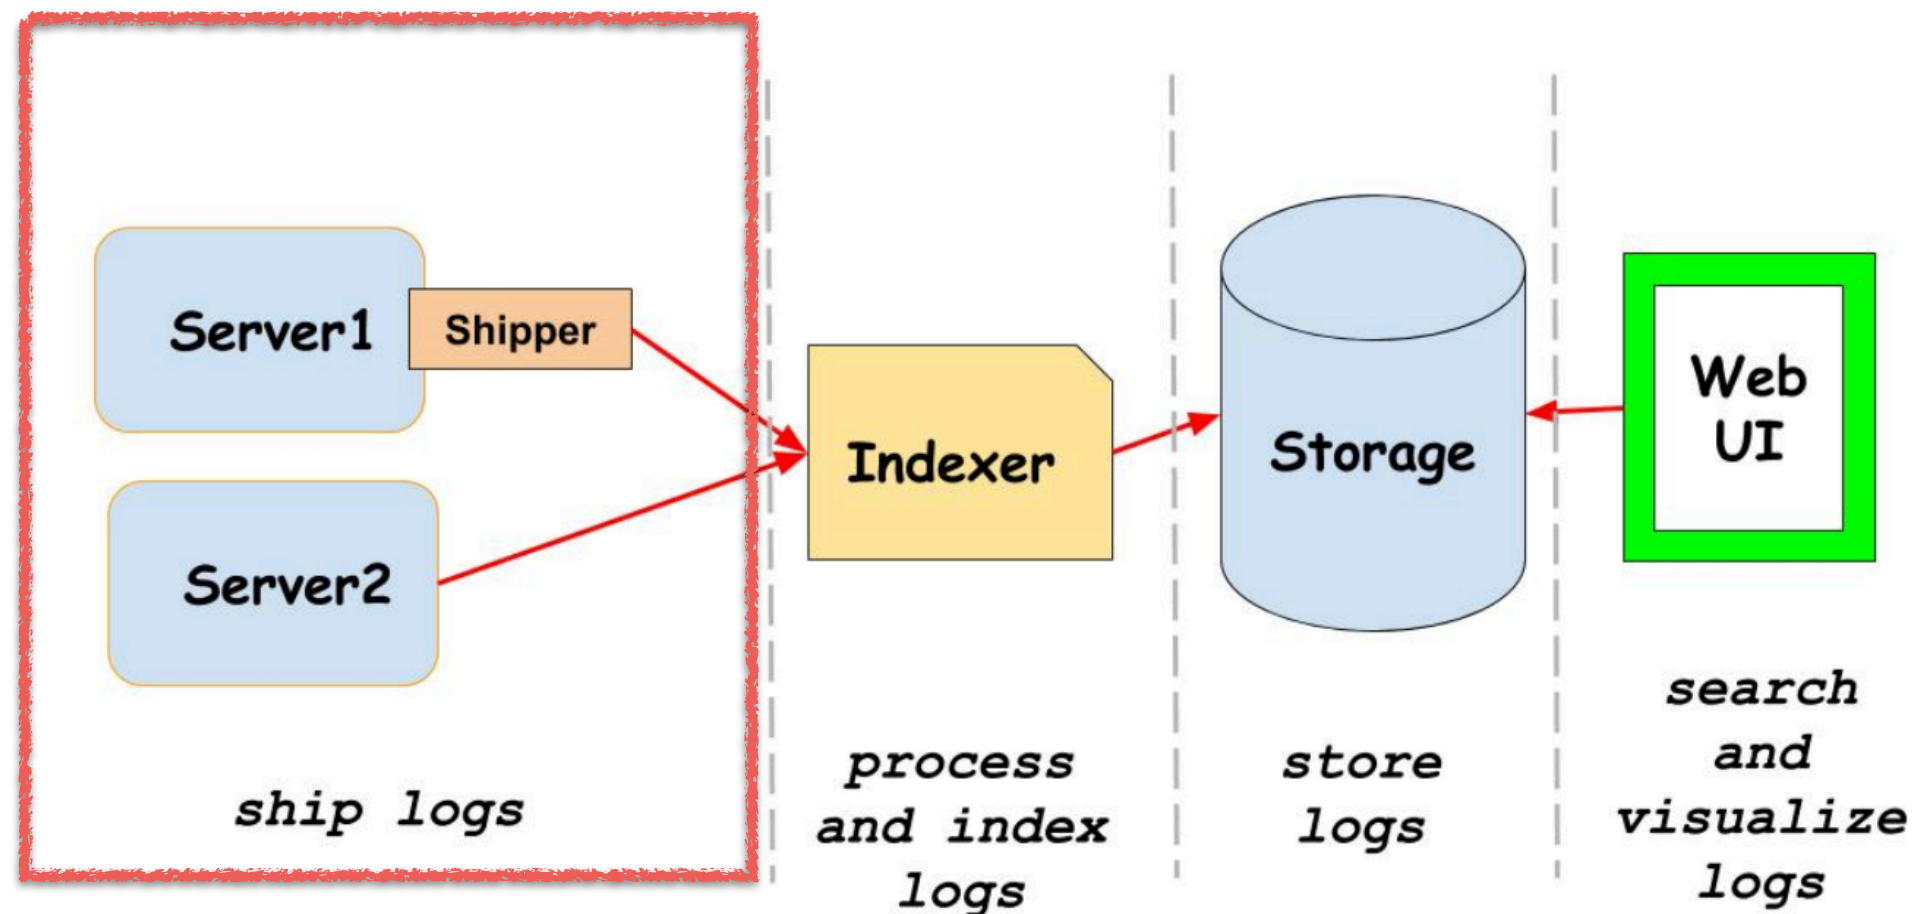 Server1
Shipper
Server2
ship logs
Indexer
process
and index
logs
Storage
store
logs
Web
UI
search
and
visualize
logs